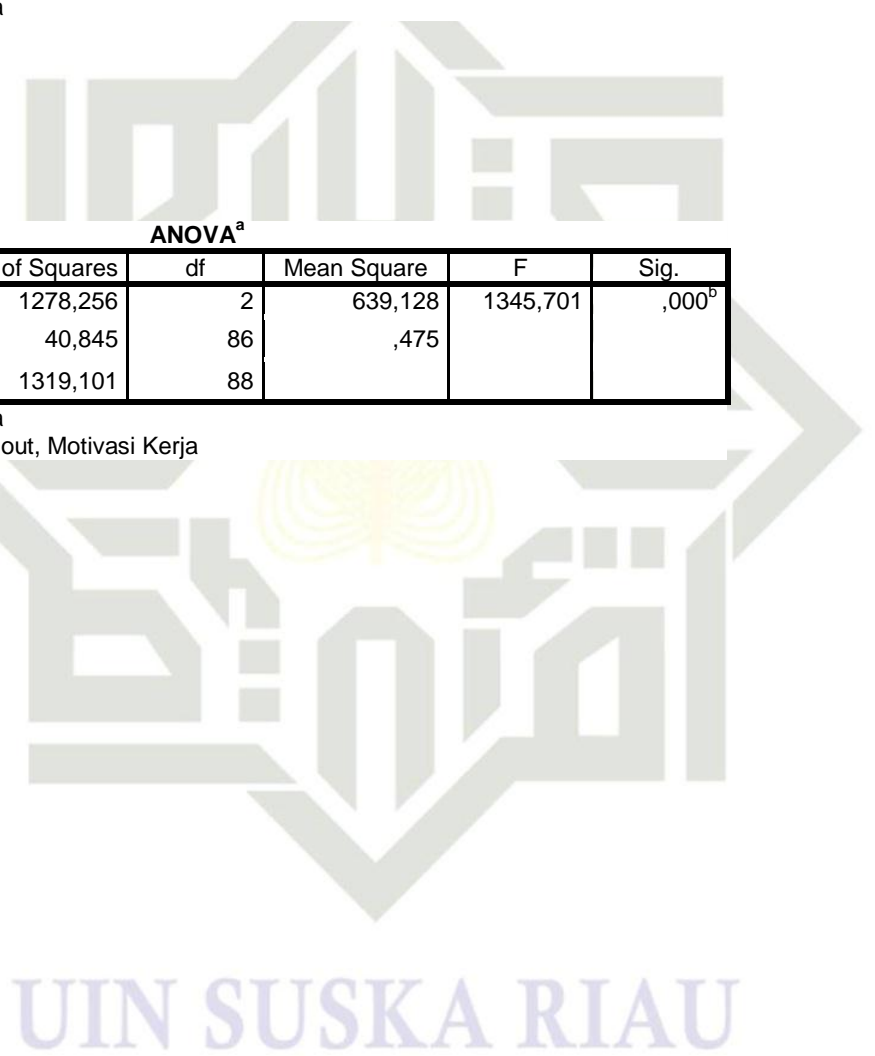 a
ANOVAa
of Squares df Mean Square F Sig.
1278,256 2 639,128 1345,701 ,000b
40,845 86 ,475
1319,101 88
a
out, Motivasi Kerja
UIN SUSKA RIAU